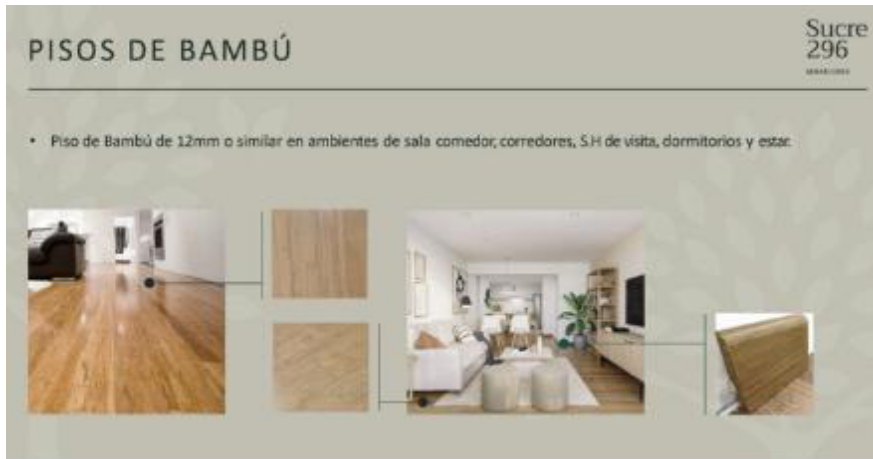 PISOS DE BAMBÚ
Sucre
296
• Piso de Bambú de 12mm o similar en ambientes de sala comedor, corredores, S.H de visita, dormitorios y estar.